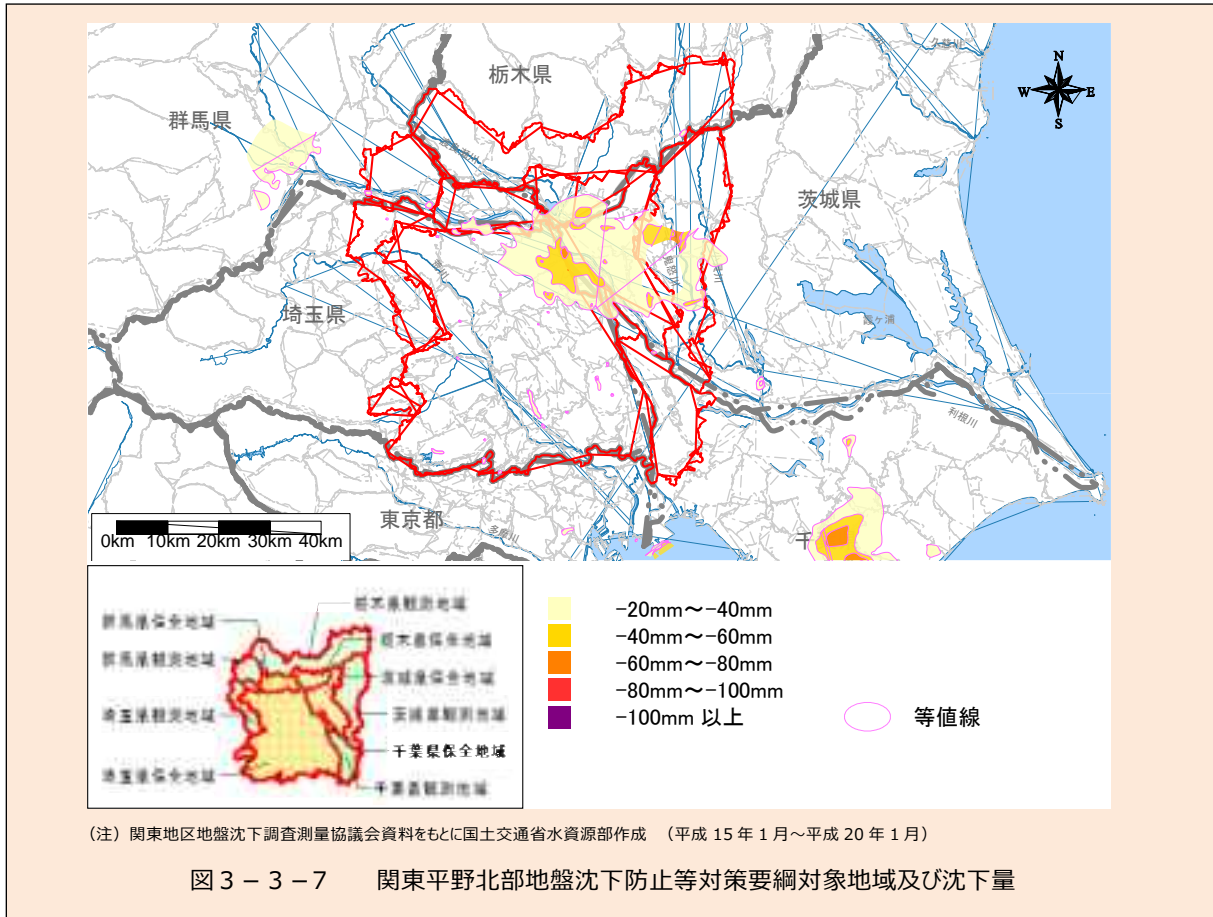 栃木県
群馬県
茨城県
埼玉県
東京都
千
霞ヶ浦
利根川
多摩川
N
W E
S
0km 10km 20km 30km 40km
栃木県観測地域
群馬県保全地域
栃木県保全地域
群馬県観測地域
茨城県保全地域
埼玉県観測地域
茨城県観測地域
千葉県保全地域
埼玉県保全地域
千葉県観測地域
-20mm～-40mm
-40mm～-60mm
-60mm～-80mm
-80mm～-100mm
-100mm 以上
等値線
（注）関東地区地盤沈下調査測量協議会資料をもとに国土交通省水資源部作成 （平成 15 年 1 月～平成 20 年 1 月）
図３－３－７ 関東平野北部地盤沈下防止等対策要綱対象地域及び沈下量